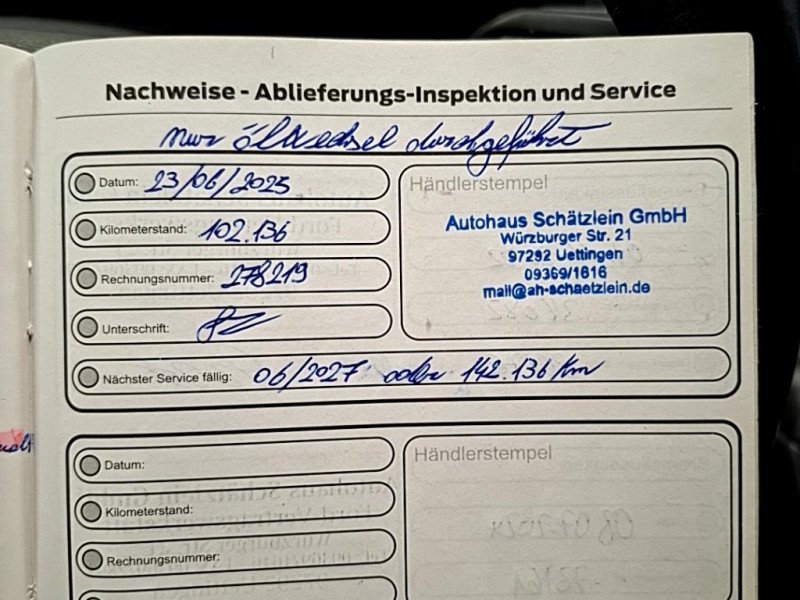 Nachweise - Ablieferungs-Inspektion und Service
nur ölwechsel durchgeführt
Datum: 23/06/2025
Kilometerstand: 102.136
Rechnungsnummer: 278219
Unterschrift:
Nächster Service fällig: 06/2027 oder 142.136 Km
Händlerstempel
Autohaus Schätzlein GmbH
Würzburger Str. 21
97292 Uettingen
09369/1616
mail@ah-schaetzlein.de
Datum:
Kilometerstand:
Rechnungsnummer:
Händlerstempel